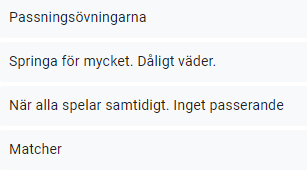 Passningsövningarna
Springa för mycket. Dåligt väder.
När alla spelar samtidigt. Inget passerande
Matcher